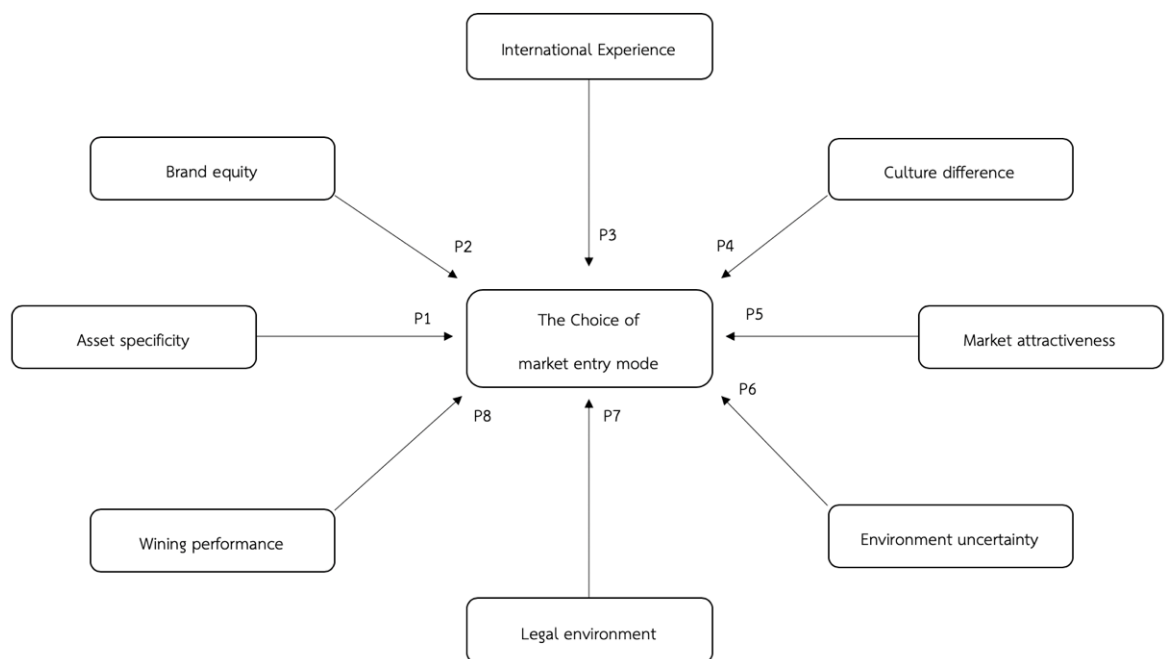 International Experience
Brand equity
Culture difference
P3
P2
P4
The Choice of
market entry mode
P1
P5
Asset specificity
Market attractiveness
P6
P8
P7
Wining performance
Environment uncertainty
Legal environment